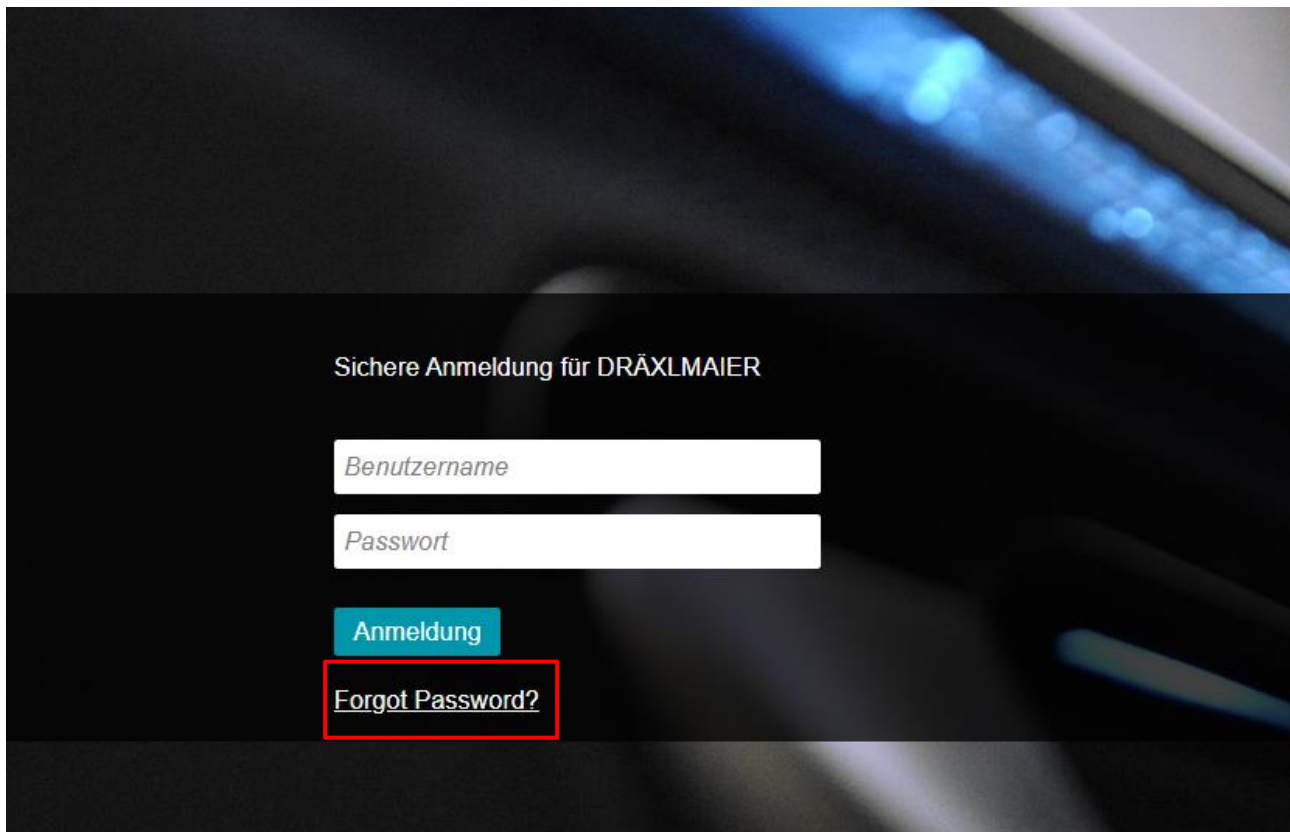 Sichere Anmeldung für DRÄXLMAIER
Benutzername
Passwort
Anmeldung
Forgot Password?